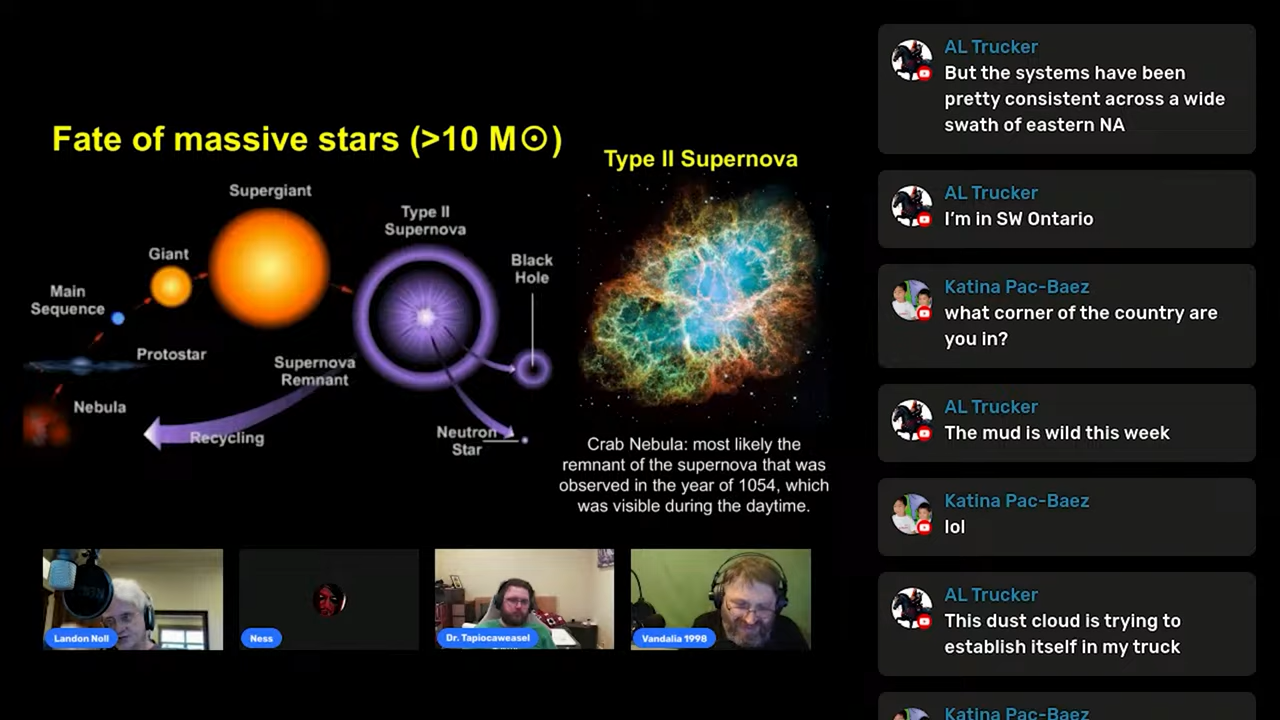 Fate of massive stars (>10 M⊙)
Type II Supernova
Supergiant
Type II
Supernova
Giant
Black
Hole
Main
Sequence
Protostar
Supernova
Remnant
Nebula
Recycling
Neutron
Star
Crab Nebula: most likely the
remnant of the supernova that was
observed in the year of 1054, which
was visible during the daytime.
Landon Noll
Ness
Dr. Tapiocaweasel
Vandalia 1998
AL Trucker
But the systems have been
pretty consistent across a wide
swath of eastern NA
AL Trucker
I'm in SW Ontario
Katina Pac-Baez
what corner of the country are
you in?
AL Trucker
The mud is wild this week
Katina Pac-Baez
lol
AL Trucker
This dust cloud is trying to
establish itself in my truck
Katina Pac-Baez